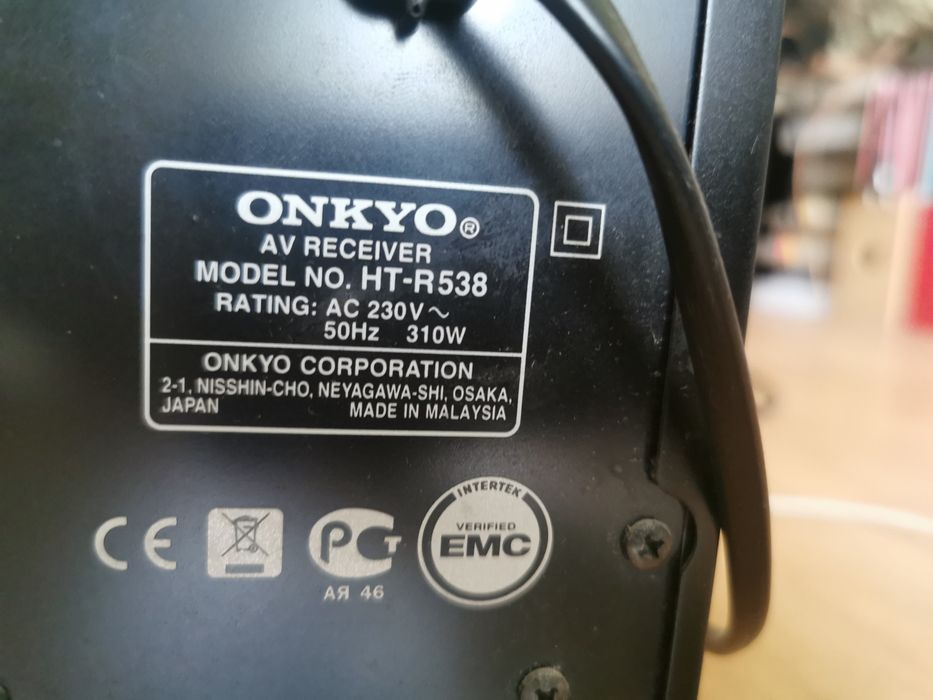 ONKYO®
AV RECEIVER
MODEL NO. HT-R538
RATING: AC 230V~
50Hz 310W
ONKYO CORPORATION
2-1, NISSHIN-CHO, NEYAGAWA-SHI, OSAKA,
JAPAN MADE IN MALAYSIA
CE
РСТ
АЯ 46
INTERTEK
VERIFIED
EMC